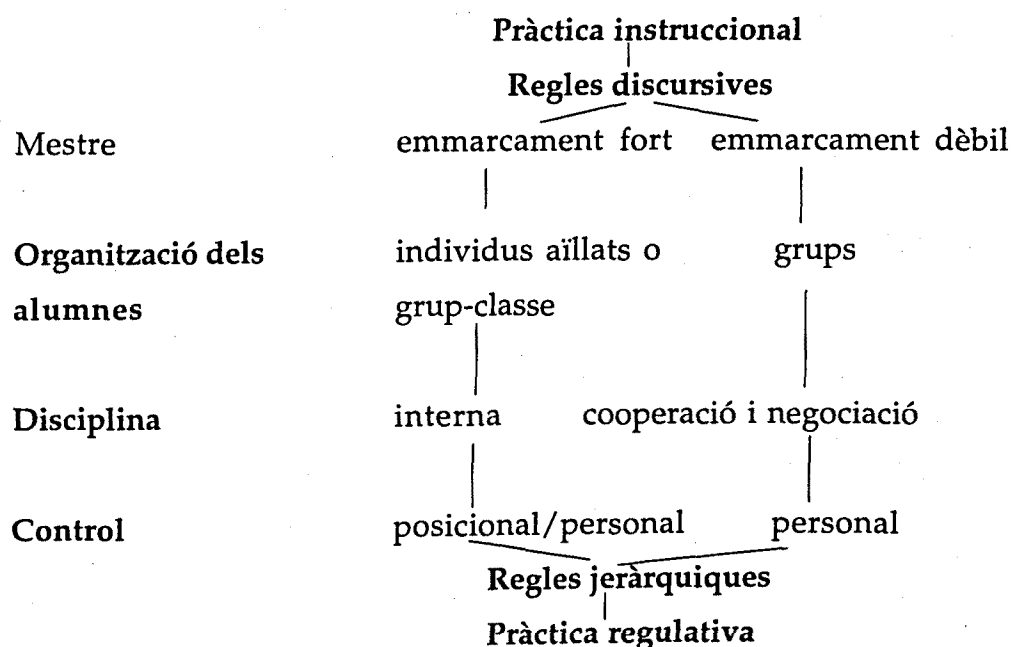 Pràctica instruccional
Regles discursives
Mestre emmarcament fort emmarcament dèbil
Organització dels individus aïllats o grups
alumnes grup-classe
Disciplina interna cooperació i negociació
Control posicional/personal personal
Regles jeràrquiques
Pràctica regulativa